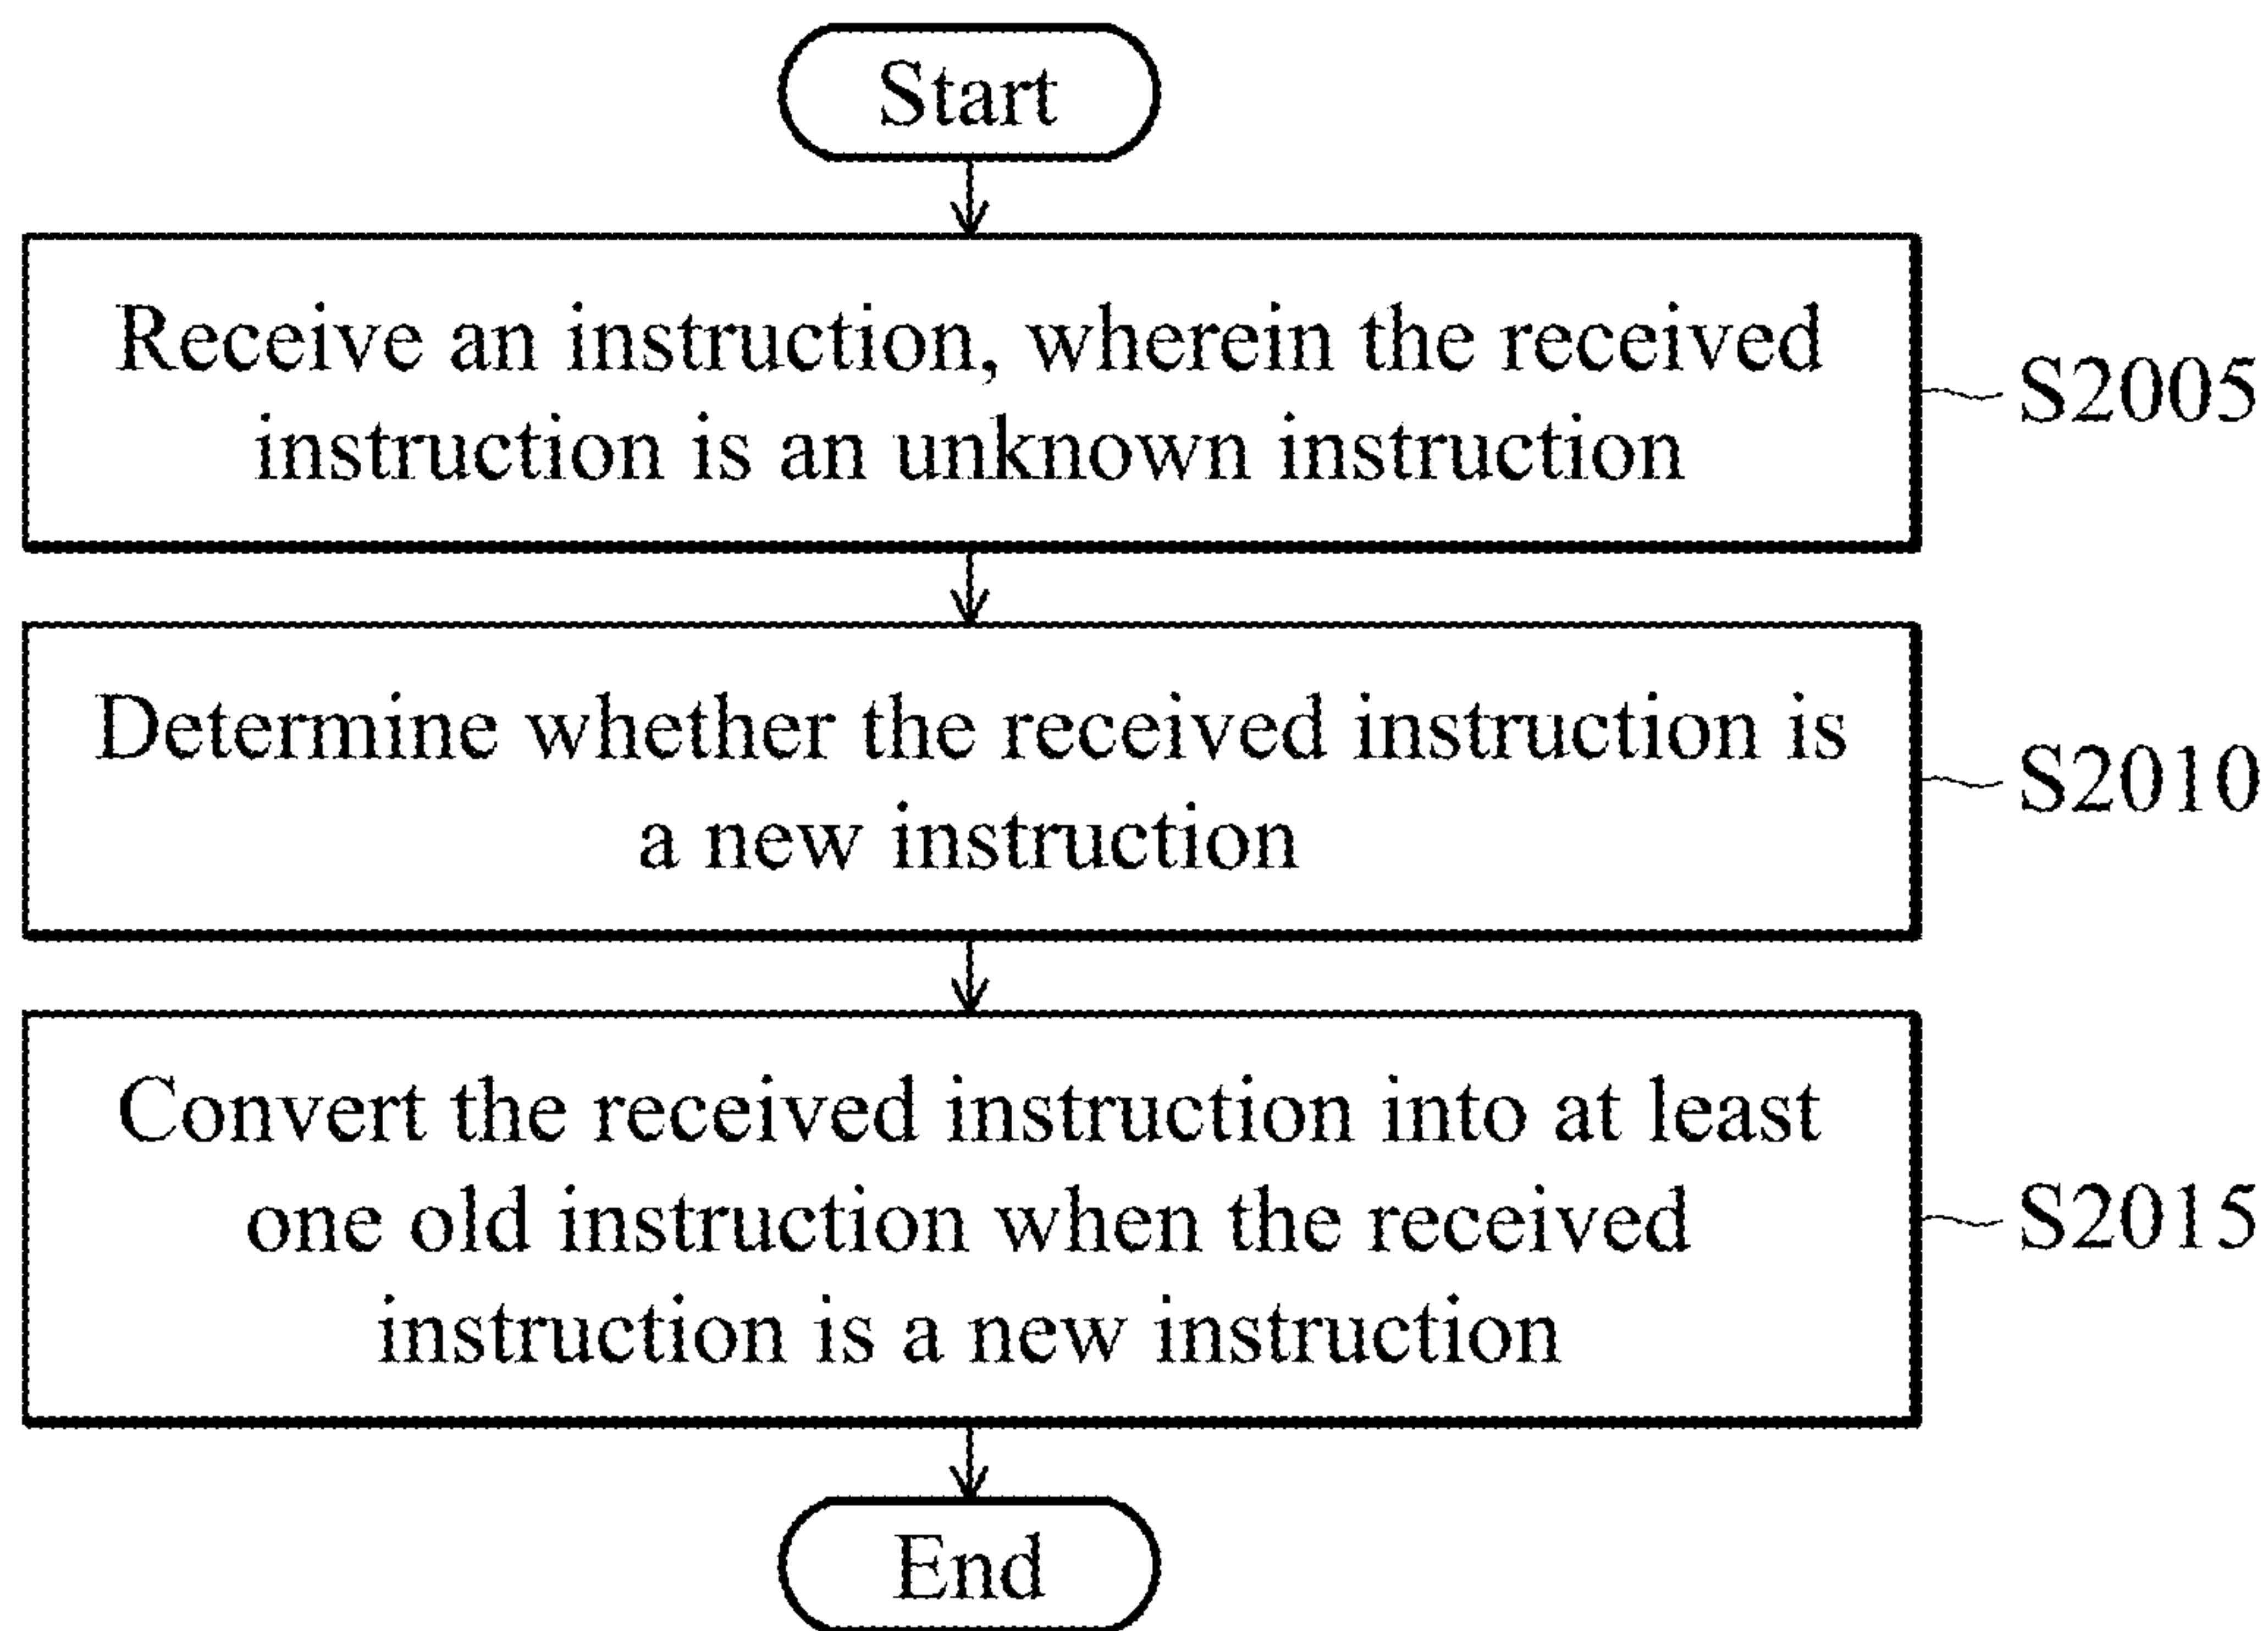 Start
Receive an instruction, wherein the received
instruction is an unknown instruction
S2005
Determine whether the received instruction is
a new instruction
S2010
Convert the received instruction into at least
one old instruction when the received
instruction is a new instruction
S2015
End